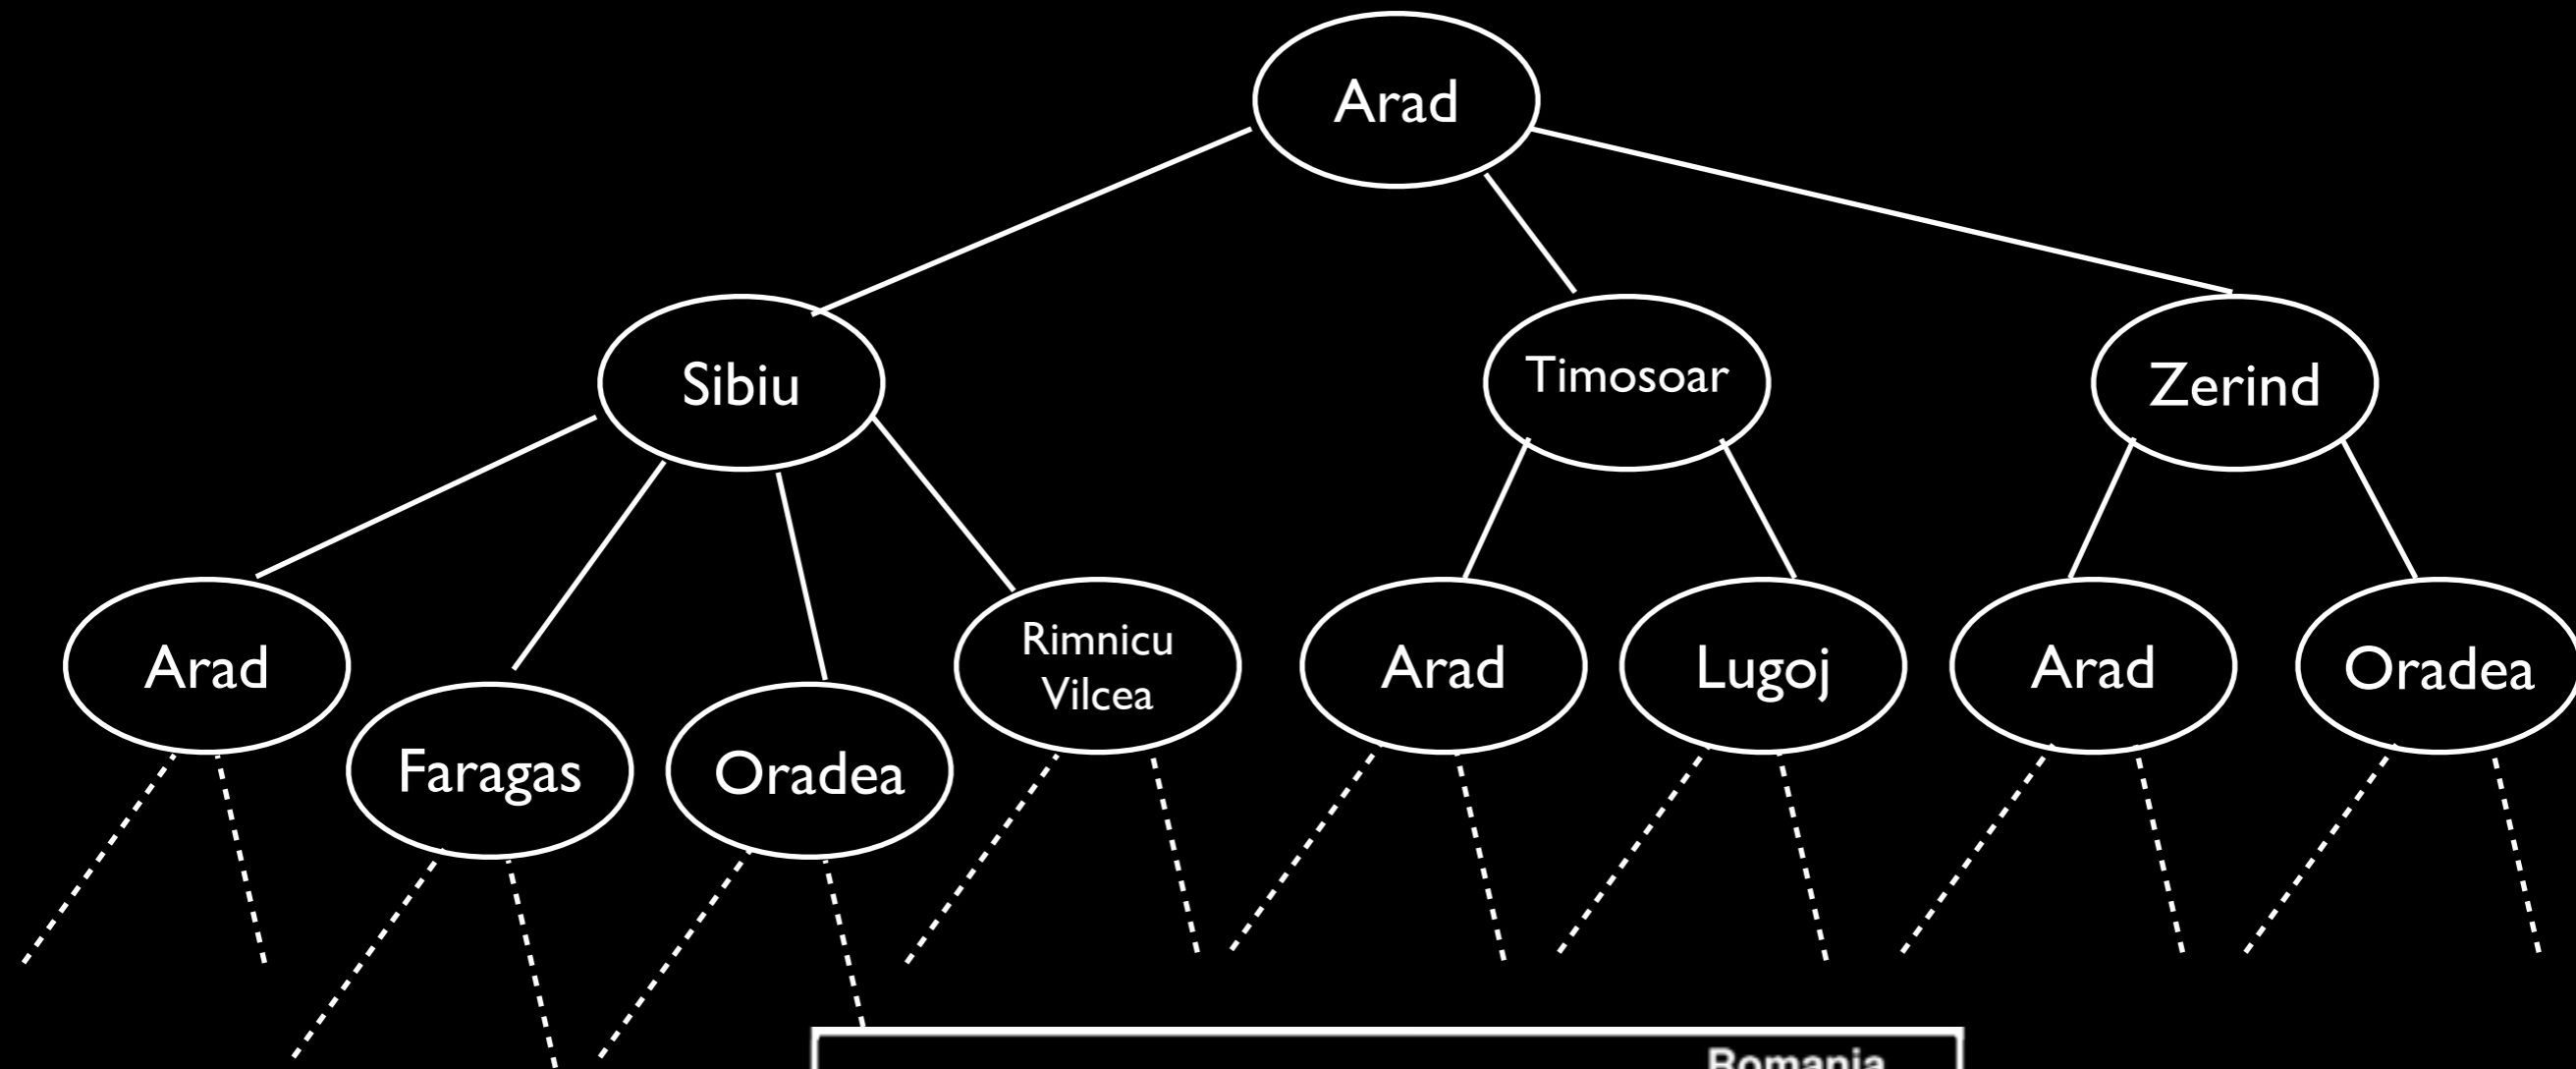 Arad
Sibiu
Timosoar
Zerind
Arad
Faragas
Oradea
Rimnicu
Vilcea
Arad
Lugoj
Arad
Oradea
Romania